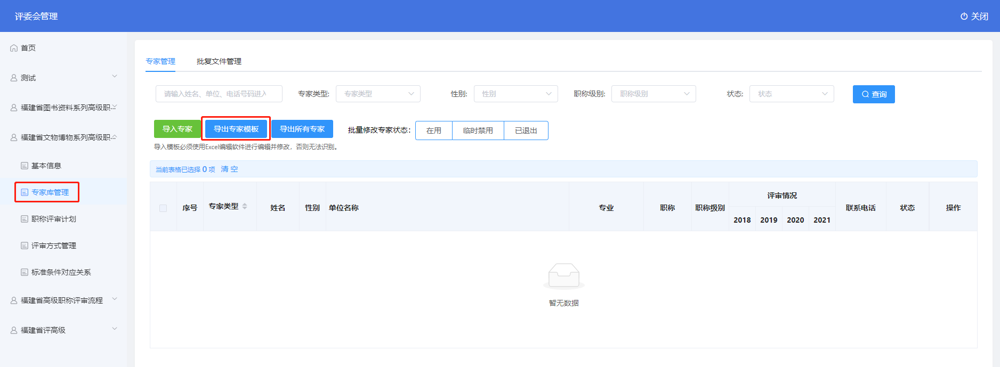 评委会管理
关闭
首页
测试
福建省图书资料系列高级职...
福建省文物博物系列高级职...
基本信息
专家库管理
职称评审计划
评审方式管理
标准条件对应关系
福建省高级职称评审流程
福建省评高级
专家管理 批复文件管理
请输入姓名、单位、电话号码进入 专家类型: 专家类型 性别: 性别 职称级别: 职称级别 状态: 状态 查询
导入专家 导出专家模板 导出所有专家 批量修改专家状态: 在用 临时禁用 已退出
导入模板必须使用Excel编辑软件进行编辑并修改，否则无法识别。
当前表格已选择 0 项 清 空
序号 专家类型 姓名 性别 单位名称 专业 职称 职称级别 评审情况 联系电话 状态 操作
2018 2019 2020 2021
暂无数据